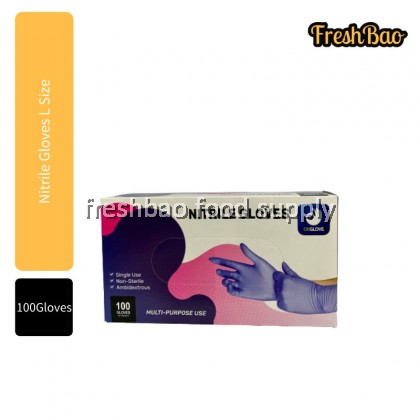 FreshBao
Nitrile Gloves L Size
100Gloves
freshbao food supply
NITRILE GLOVES
ORIGLOVE
Single Use
Non-Sterile
Ambidextrous
100
GLOVES
MULTI-PURPOSE USE